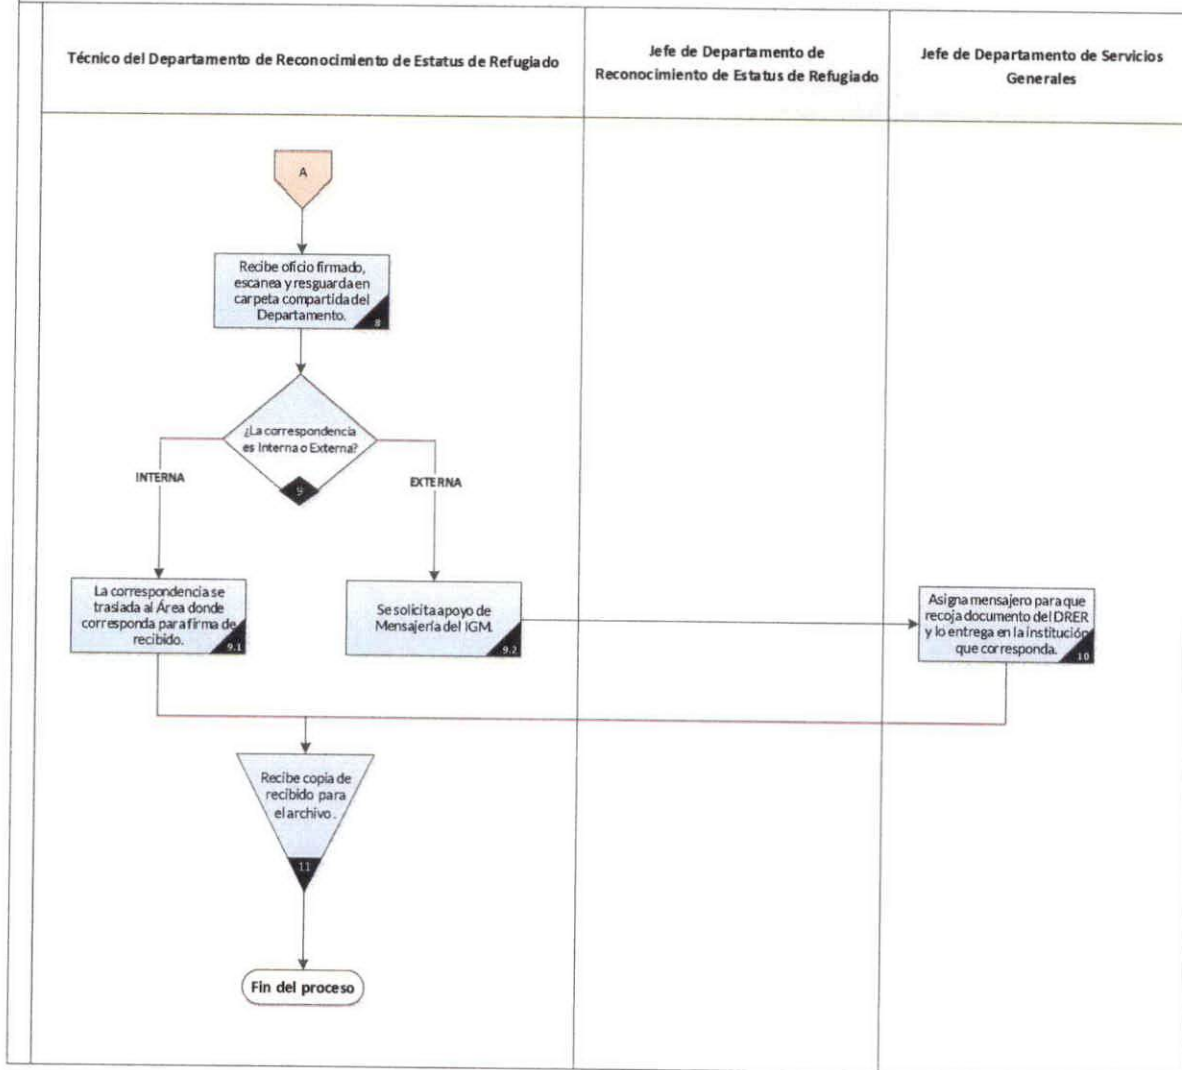 Técnico del Departamento de Reconocimiento de Estatus de Refugiado
Jefe de Departamento de
Reconocimiento de Estatus de Refugiado
Jefe de Departamento de Servicios
Generales
A
Recibe oficio firmado,
escanea y resguarda en
carpeta compartida del
Departamento.
8
¿La correspondencia
es Interna o Externa?
9
INTERNA
EXTERNA
La correspondencia se
traslada al Área donde
corresponda para firma de
recibido.
9.1
Se solicita apoyo de
Mensajería del IGM.
9.2
Asigna mensajero para que
recoja documento del DRER
y lo entrega en la institución
que corresponda.
10
Recibe copia de
recibido para
el archivo.
11
Fin del proceso